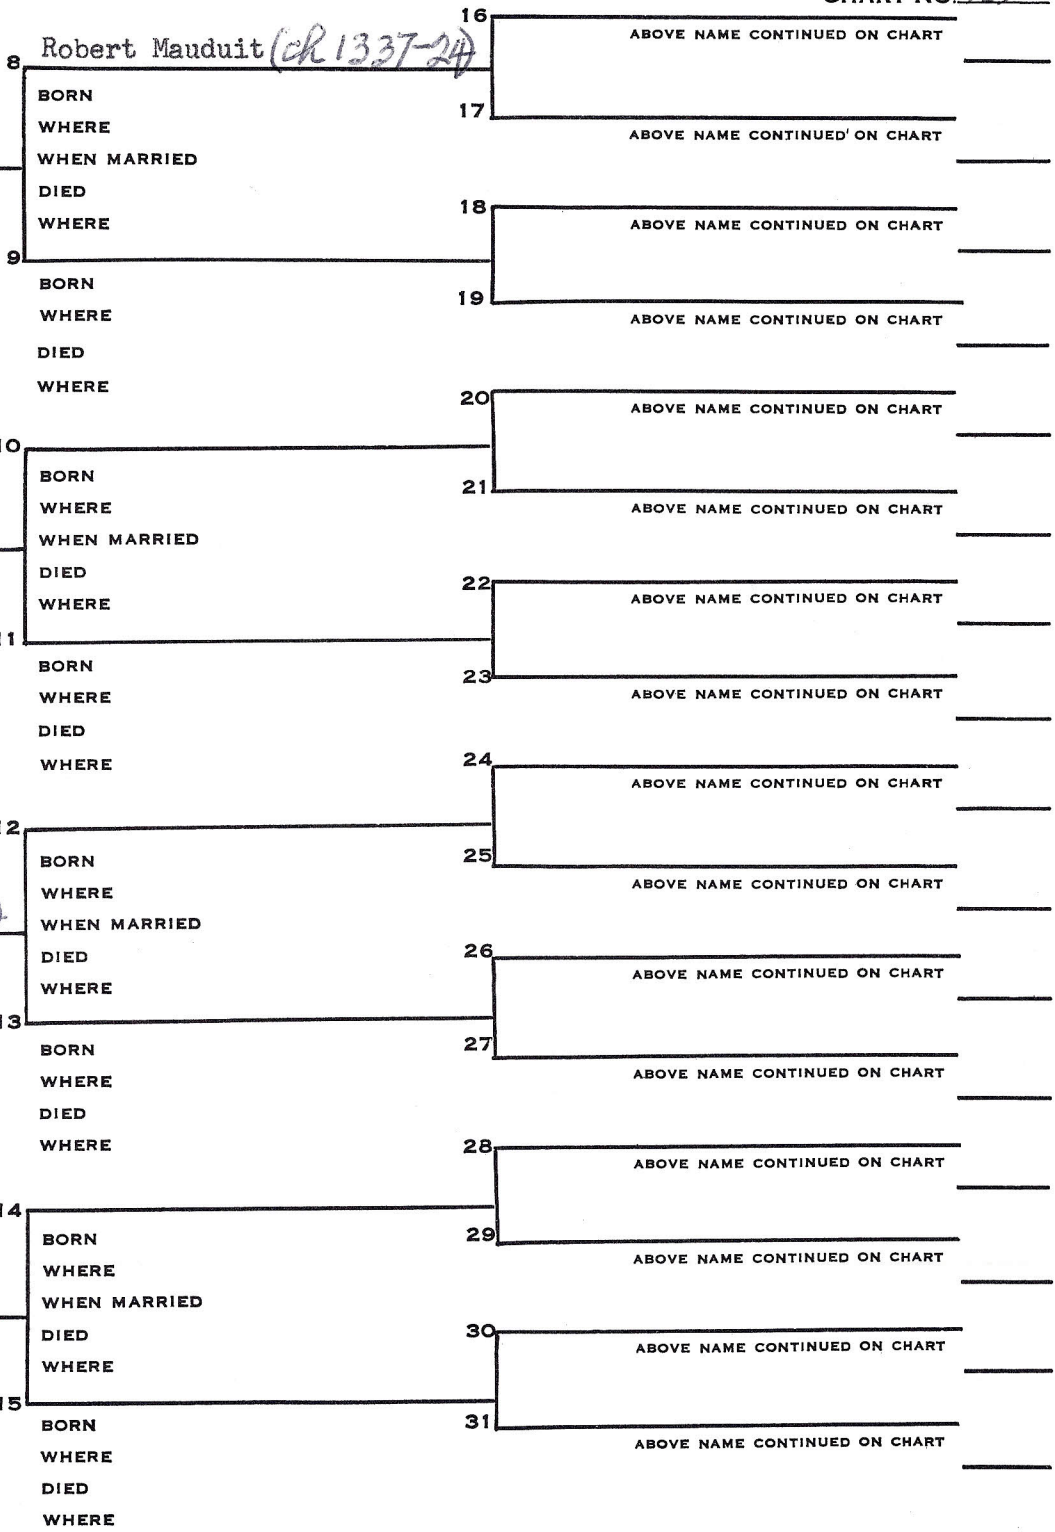 CHART NO.
8 Robert Mauduit (ch 1337-24)
BORN
WHERE
WHEN MARRIED
DIED
WHERE
9
BORN
WHERE
DIED
WHERE
10
BORN
WHERE
WHEN MARRIED
DIED
WHERE
11
BORN
WHERE
DIED
WHERE
12
BORN
WHERE
WHEN MARRIED
DIED
WHERE
13
BORN
WHERE
DIED
WHERE
14
BORN
WHERE
WHEN MARRIED
DIED
WHERE
15
BORN
WHERE
DIED
WHERE
16
ABOVE NAME CONTINUED ON CHART
17
ABOVE NAME CONTINUED ON CHART
18
ABOVE NAME CONTINUED ON CHART
19
ABOVE NAME CONTINUED ON CHART
20
ABOVE NAME CONTINUED ON CHART
21
ABOVE NAME CONTINUED ON CHART
22
ABOVE NAME CONTINUED ON CHART
23
ABOVE NAME CONTINUED ON CHART
24
ABOVE NAME CONTINUED ON CHART
25
ABOVE NAME CONTINUED ON CHART
26
ABOVE NAME CONTINUED ON CHART
27
ABOVE NAME CONTINUED ON CHART
28
ABOVE NAME CONTINUED ON CHART
29
ABOVE NAME CONTINUED ON CHART
30
ABOVE NAME CONTINUED ON CHART
31
ABOVE NAME CONTINUED ON CHART